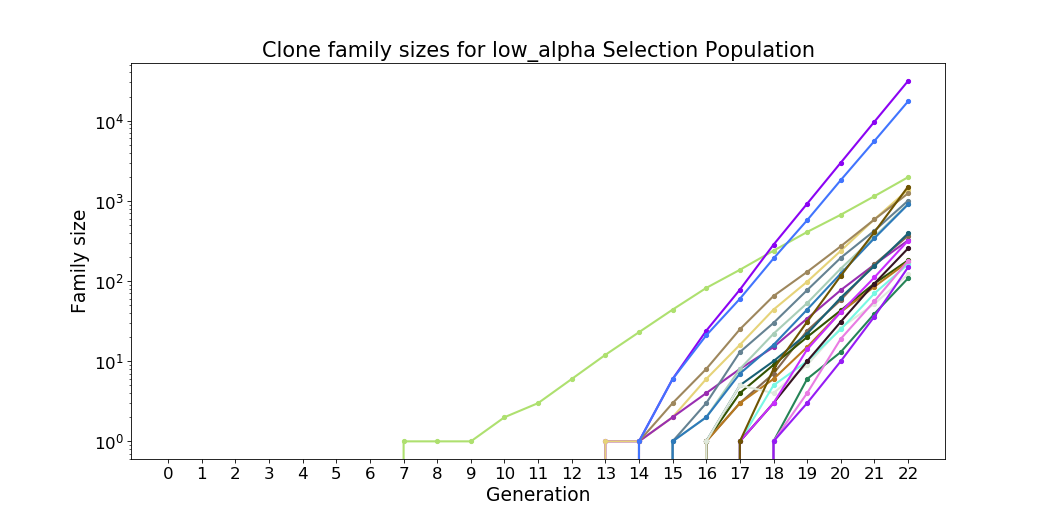 Clone family sizes for low_alpha Selection Population
Family size
10^4
10^3
10^2
10^1
10^0
0 1 2 3 4 5 6 7 8 9 10 11 12 13 14 15 16 17 18 19 20 21 22
Generation